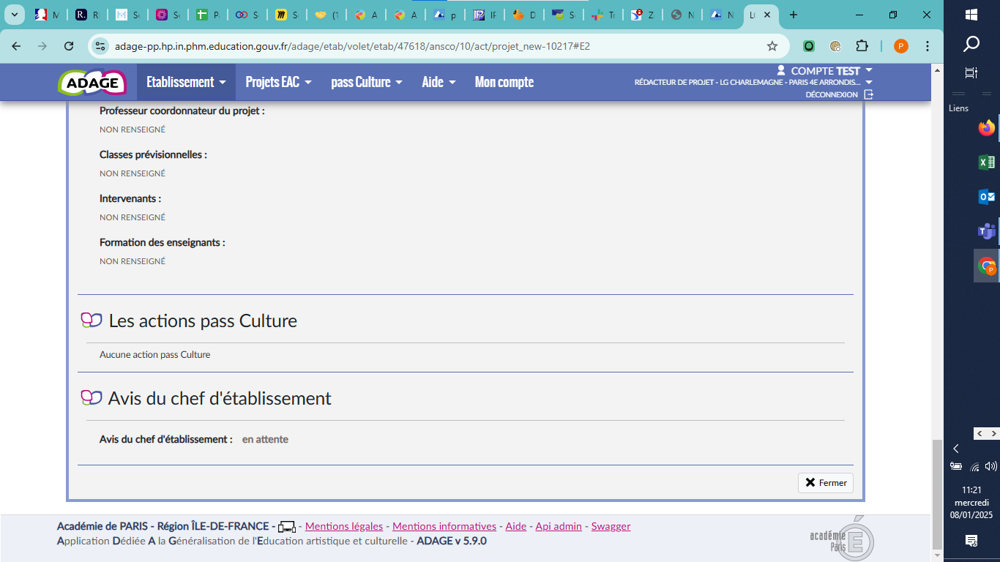 adage-pp.hp.in.phm.education.gouv.fr/adage/etab/volet/etab/47618/ansco/10/act/projet_new-10217#E2
ADAGE
Etablissement
Projets EAC
pass Culture
Aide
Mon compte
COMPTE TEST
RÉDACTEUR DE PROJET - LG CHARLEMAGNE - PARIS 4E ARRONDIS...
DÉCONNEXION
Liens
Professeur coordonnateur du projet :
NON RENSEIGNÉ
Classes prévisionnelles :
NON RENSEIGNÉ
Intervenants :
NON RENSEIGNÉ
Formation des enseignants :
NON RENSEIGNÉ
Les actions pass Culture
Aucune action pass Culture
Avis du chef d'établissement
Avis du chef d'établissement : en attente
Fermer
Académie de PARIS - Région ÎLE-DE-FRANCE - - Mentions légales - Mentions informatives - Aide - Api admin - Swagger
Application Dédiée A la Généralisation de l'Education artistique et culturelle - ADAGE v 5.9.0
académie
Paris
11:21
mercredi
08/01/2025